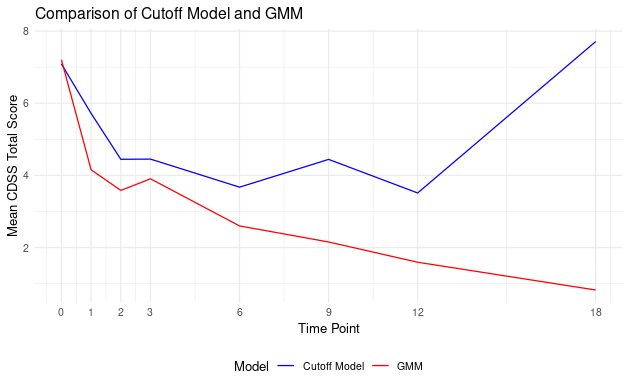 Comparison of Cutoff Model and GMM
Mean CDSS Total Score
8
6
4
2
0 1 2 3 6 9 12 18
Time Point
Model Cutoff Model GMM